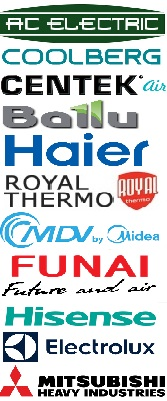 AC ELECTRIC
COOLBERG
CENTEK air
Ballu
Haier
ROYAL
THERMO
ROYAL
thermo
MDV by Midea
FUNAI
Future and air
Hisense
Electrolux
MITSUBISHI
HEAVY INDUSTRIES